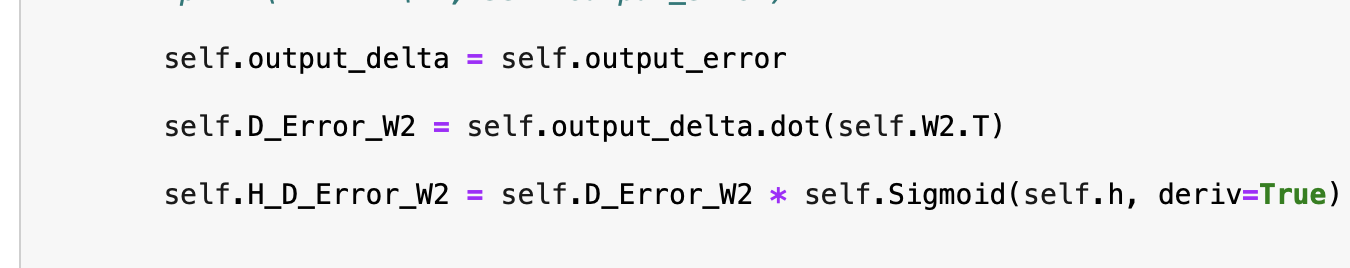 self.output_delta = self.output_error
self.D_Error_W2 = self.output_delta.dot(self.W2.T)
self.H_D_Error_W2 = self.D_Error_W2 * self.Sigmoid(self.h, deriv=True)